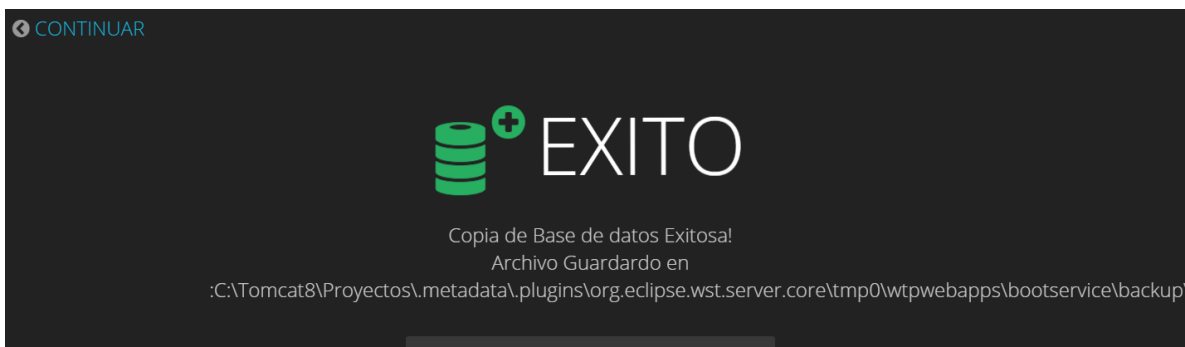 CONTINUAR
EXITO
Copia de Base de datos Exitosa!
Archivo Guardardo en
:C:\Tomcat8\Proyectos\.metadata\.plugins\org.eclipse.wst.server.core\tmp0\wtpwebapps\bootservice\backup\